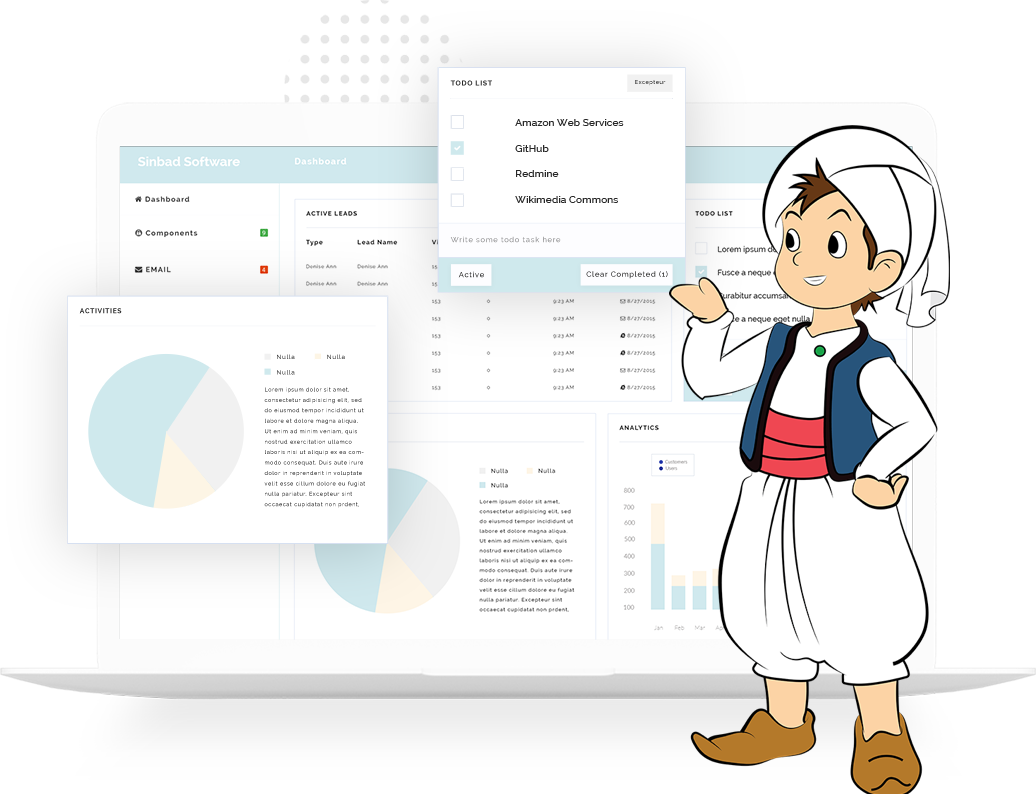 TODO LIST
Excepteur
Amazon Web Services
GitHub
Redmine
Wikimedia Commons
Write some todo task here
Active
Clear Completed (1)
Sinbad Software
Dashboard
Dashboard
Components
9
EMAIL
4
ACTIVE LEADS
Type
Lead Name
Denise Ann
Denise Ann
Denise Ann
Denise Ann
153
0
9:23 AM
8/27/2015
153
0
9:23 AM
8/27/2015
153
0
9:23 AM
8/27/2015
153
0
9:23 AM
8/27/2015
153
0
9:23 AM
8/27/2015
153
0
9:23 AM
8/27/2015
TODO LIST
Lorem ipsum
Fusce a neque
accumsan
a neque eget nulla
ACTIVITIES
Nulla
Nulla
Nulla
Lorem ipsum dolor sit amet,
consectetur adipisicing elit, sed
do eiusmod tempor incididunt ut
labore et dolore magna aliqua.
Ut enim ad minim veniam, quis
nostrud exercitation ullamco
laboris nisi ut aliquip ex ea com-
modo consequat. Duis aute irure
dolor in reprenderit in voluptate
velit esse cillum dolore eu fugiat
nulla pariatur. Excepteur sint
occaecat cupidatat non prdent,
Nulla
Nulla
Nulla
Lorem ipsum dolor sit amet,
consectetur adipisicing elit, sed
do eiusmod tempor incididunt ut
labore et dolore magna aliqua.
Ut enim ad minim veniam, quis
nostrud exercitation ullamco
laboris nisi ut aliquip ex ea com-
modo consequat. Duis aute irure
dolor in reprenderit in voluptate
velit esse cillum dolore eu fugiat
nulla pariatur. Excepteur sint
occaecat cupidatat non prdent,
ANALYTICS
Customers
Users
800
700
600
500
400
300
200
100
Jan
Feb
Mar